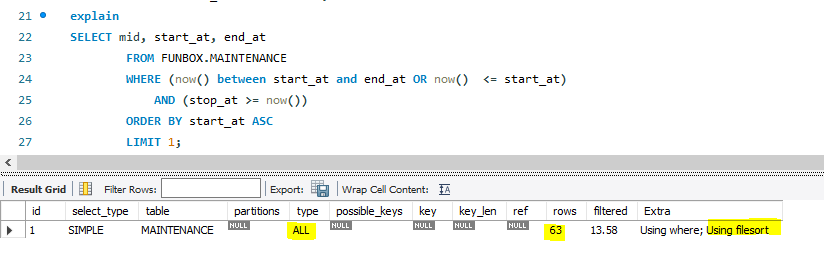 21 explain
22 SELECT mid, start_at, end_at
23 FROM FUNBOX.MAINTENANCE
24 WHERE (now() between start_at and end_at OR now()  <= start_at)
25 AND (stop_at >= now())
26 ORDER BY start_at ASC
27 LIMIT 1;
Result Grid Filter Rows: Export: Wrap Cell Content: IA
id select_type table partitions type possible_keys key key_len ref rows filtered Extra
1 SIMPLE MAINTENANCE NULL ALL NULL NULL NULL NULL 63 13.58 Using where; Using filesort